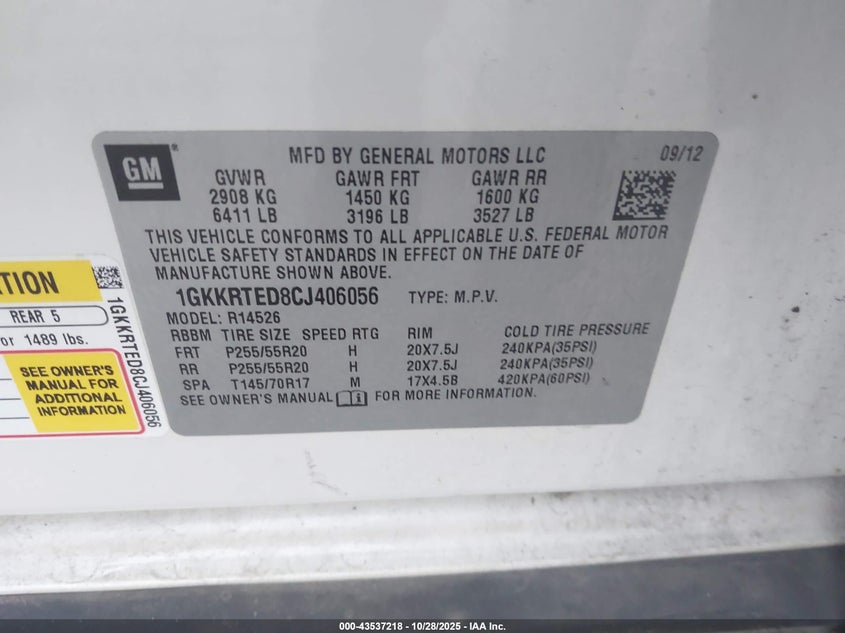 GM
MFD BY GENERAL MOTORS LLC 09/12
GVWR GAWR FRT GAWR RR
2908 KG 1450 KG 1600 KG
6411 LB 3196 LB 3527 LB
THIS VEHICLE CONFORMS TO ALL APPLICABLE U.S. FEDERAL MOTOR
VEHICLE SAFETY STANDARDS IN EFFECT ON THE DATE OF
MANUFACTURE SHOWN ABOVE.
1GKKRTED8CJ406056 TYPE: M.P.V.
MODEL: R14526
RBBM TIRE SIZE SPEED RTG RIM COLD TIRE PRESSURE
FRT P255/55R20 H 20X7.5J 240KPA(35PSI)
RR P255/55R20 H 20X7.5J 240KPA(35PSI)
SPA T145/70R17 M 17X4.5B 420KPA(60PSI)
SEE OWNER'S MANUAL FOR MORE INFORMATION.
REAR 5
or 1489 lbs.
SEE OWNER'S
MANUAL FOR
ADDITIONAL
INFORMATION
1GKKRTED8CJ406056
000-43537218 - 10/28/2025 - IAA Inc.